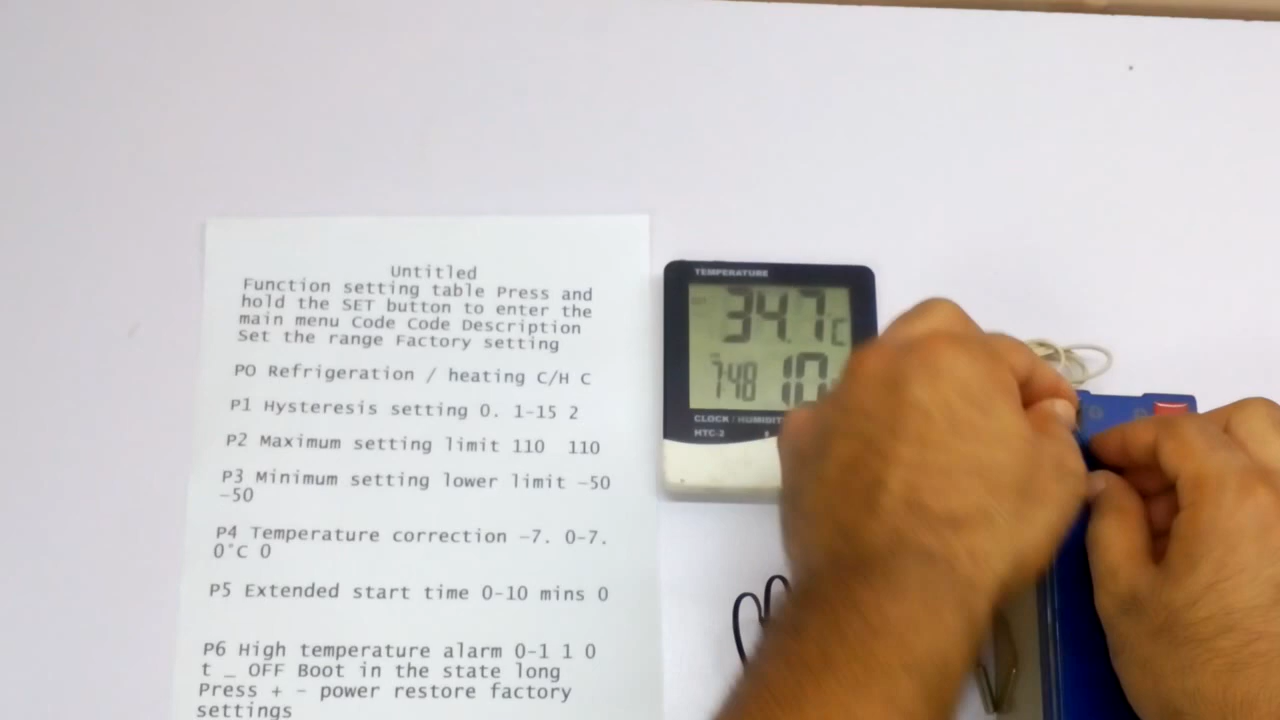 Untitled
Function setting table Press and
hold the SET button to enter the
main menu Code Code Description
Set the range Factory setting
PO Refrigeration / heating C/H C
P1 Hysteresis setting 0. 1-15 2
P2 Maximum setting limit 110 110
P3 Minimum setting lower limit -50
-50
P4 Temperature correction -7. 0-7.
0°C 0
P5 Extended start time 0-10 mins 0
P6 High temperature alarm 0-1 1 0
t _ OFF Boot in the state long
Press + - power restore factory
settings
TEMPERATURE
34.7 C
7:48 10
CLOCK / HUMIDIT
HTC-2